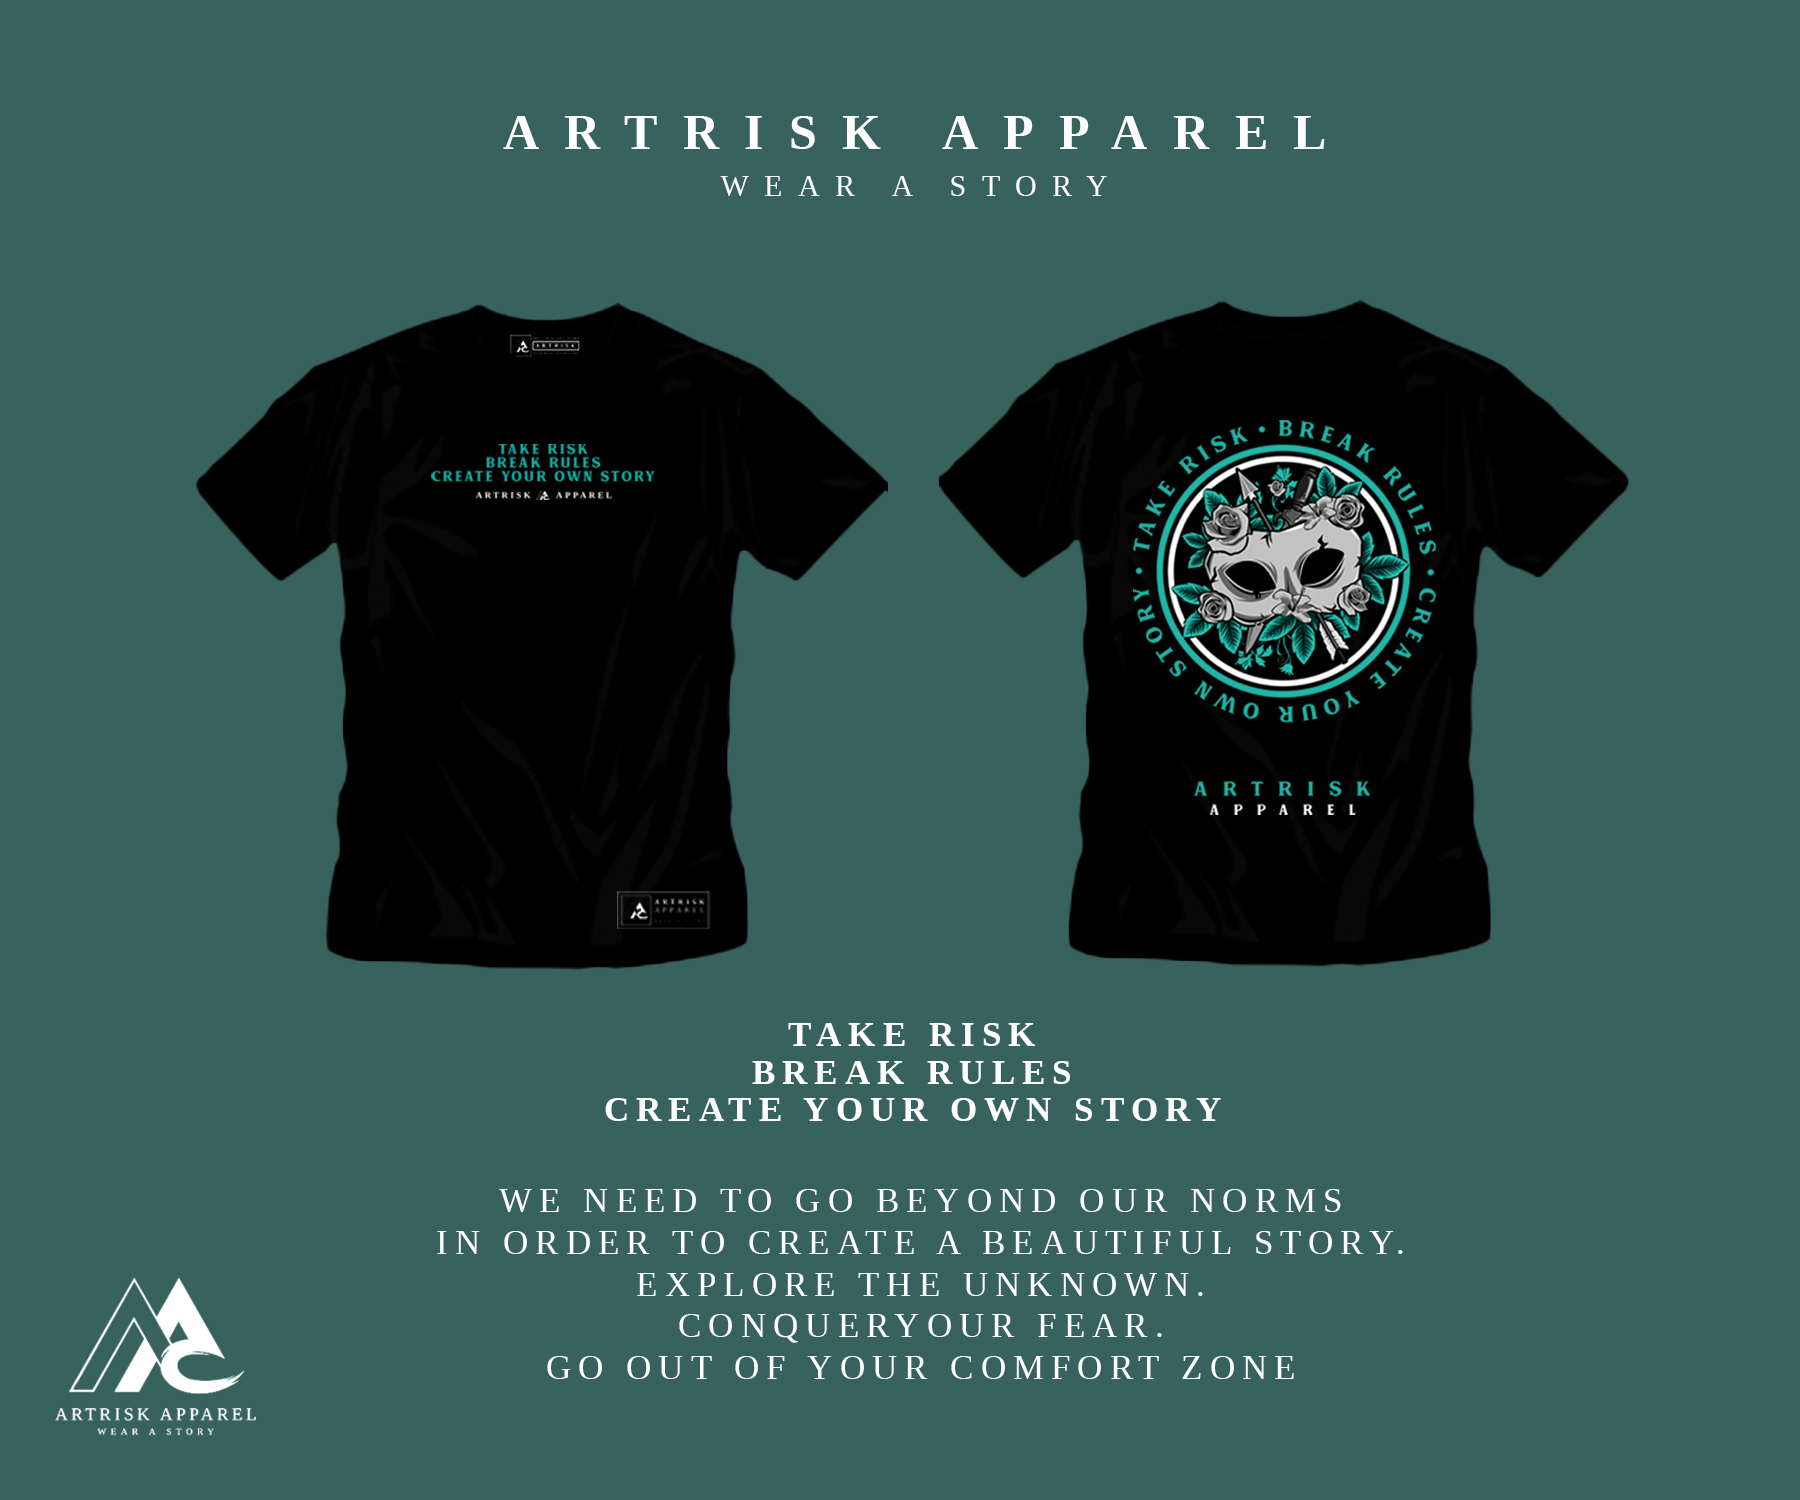 ARTRISK APPAREL
WEAR A STORY
ARTRISK
TAKE RISK
BREAK RULES
CREATE YOUR OWN STORY
ARTRISK APPAREL
ARTRISK
APPAREL
TAKE RISK • BREAK RULES • CREATE YOUR OWN STORY •
ARTRISK
APPAREL
TAKE RISK
BREAK RULES
CREATE YOUR OWN STORY
WE NEED TO GO BEYOND OUR NORMS
IN ORDER TO CREATE A BEAUTIFUL STORY.
EXPLORE THE UNKNOWN.
CONQUERYOUR FEAR.
GO OUT OF YOUR COMFORT ZONE
ARTRISK APPAREL
WEAR A STORY